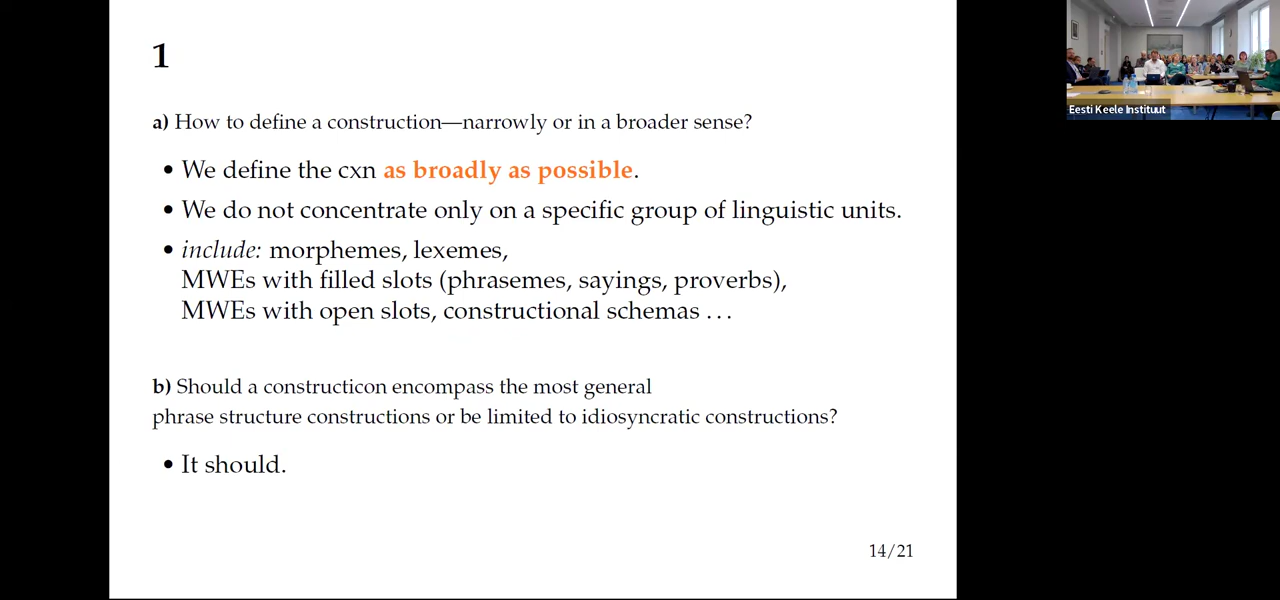 1
a) How to define a construction—narrowly or in a broader sense?
• We define the cxn as broadly as possible.
• We do not concentrate only on a specific group of linguistic units.
• include: morphemes, lexemes,
MWEs with filled slots (phrasemes, sayings, proverbs),
MWEs with open slots, constructional schemas ...
b) Should a constructicon encompass the most general
phrase structure constructions or be limited to idiosyncratic constructions?
• It should.
14/21
Eesti Keele Instituut